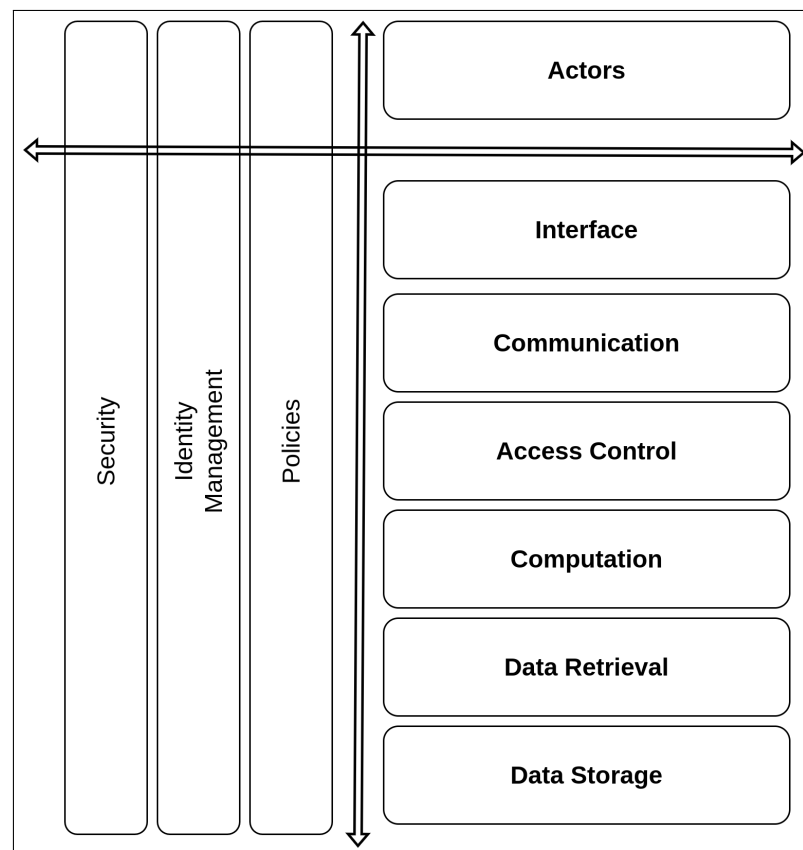 Actors
Interface
Communication
Access Control
Computation
Data Retrieval
Data Storage
Security
Identity
Management
Policies